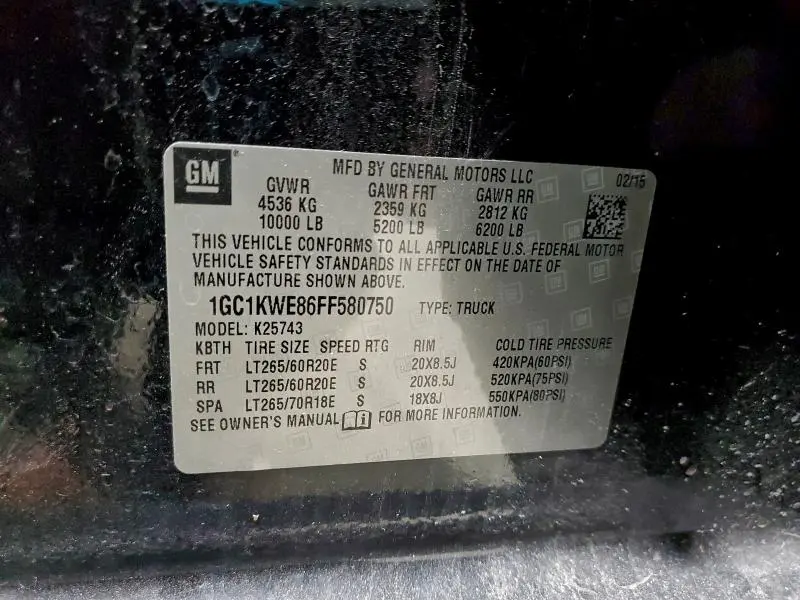 GM
MFD BY GENERAL MOTORS LLC 02/15
GVWR GAWR FRT GAWR RR
4536 KG 2359 KG 2812 KG
10000 LB 5200 LB 6200 LB
THIS VEHICLE CONFORMS TO ALL APPLICABLE U.S. FEDERAL MOTOR
VEHICLE SAFETY STANDARDS IN EFFECT ON THE DATE OF
MANUFACTURE SHOWN ABOVE.
1GC1KWE86FF580750 TYPE: TRUCK
MODEL: K25743
KBTH TIRE SIZE SPEED RTG RIM COLD TIRE PRESSURE
FRT LT265/60R20E S 20X8.5J 420KPA(60PSI)
RR LT265/60R20E S 20X8.5J 520KPA(75PSI)
SPA LT265/70R18E S 18X8J 550KPA(80PSI)
SEE OWNER'S MANUAL FOR MORE INFORMATION.